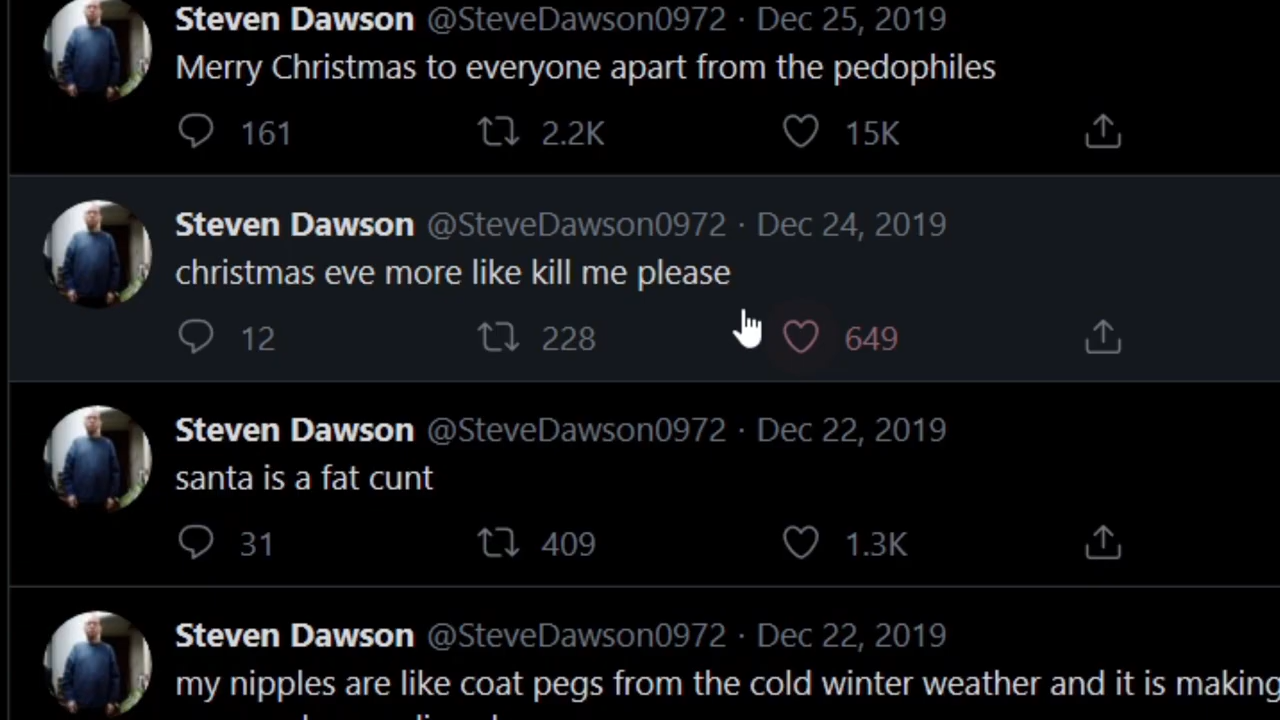 Steven Dawson @SteveDawson0972 · Dec 25, 2019
Merry Christmas to everyone apart from the pedophiles
161 2.2K 15K
Steven Dawson @SteveDawson0972 · Dec 24, 2019
christmas eve more like kill me please
12 228 649
Steven Dawson @SteveDawson0972 · Dec 22, 2019
santa is a fat cunt
31 409 1.3K
Steven Dawson @SteveDawson0972 · Dec 22, 2019
my nipples are like coat pegs from the cold winter weather and it is making